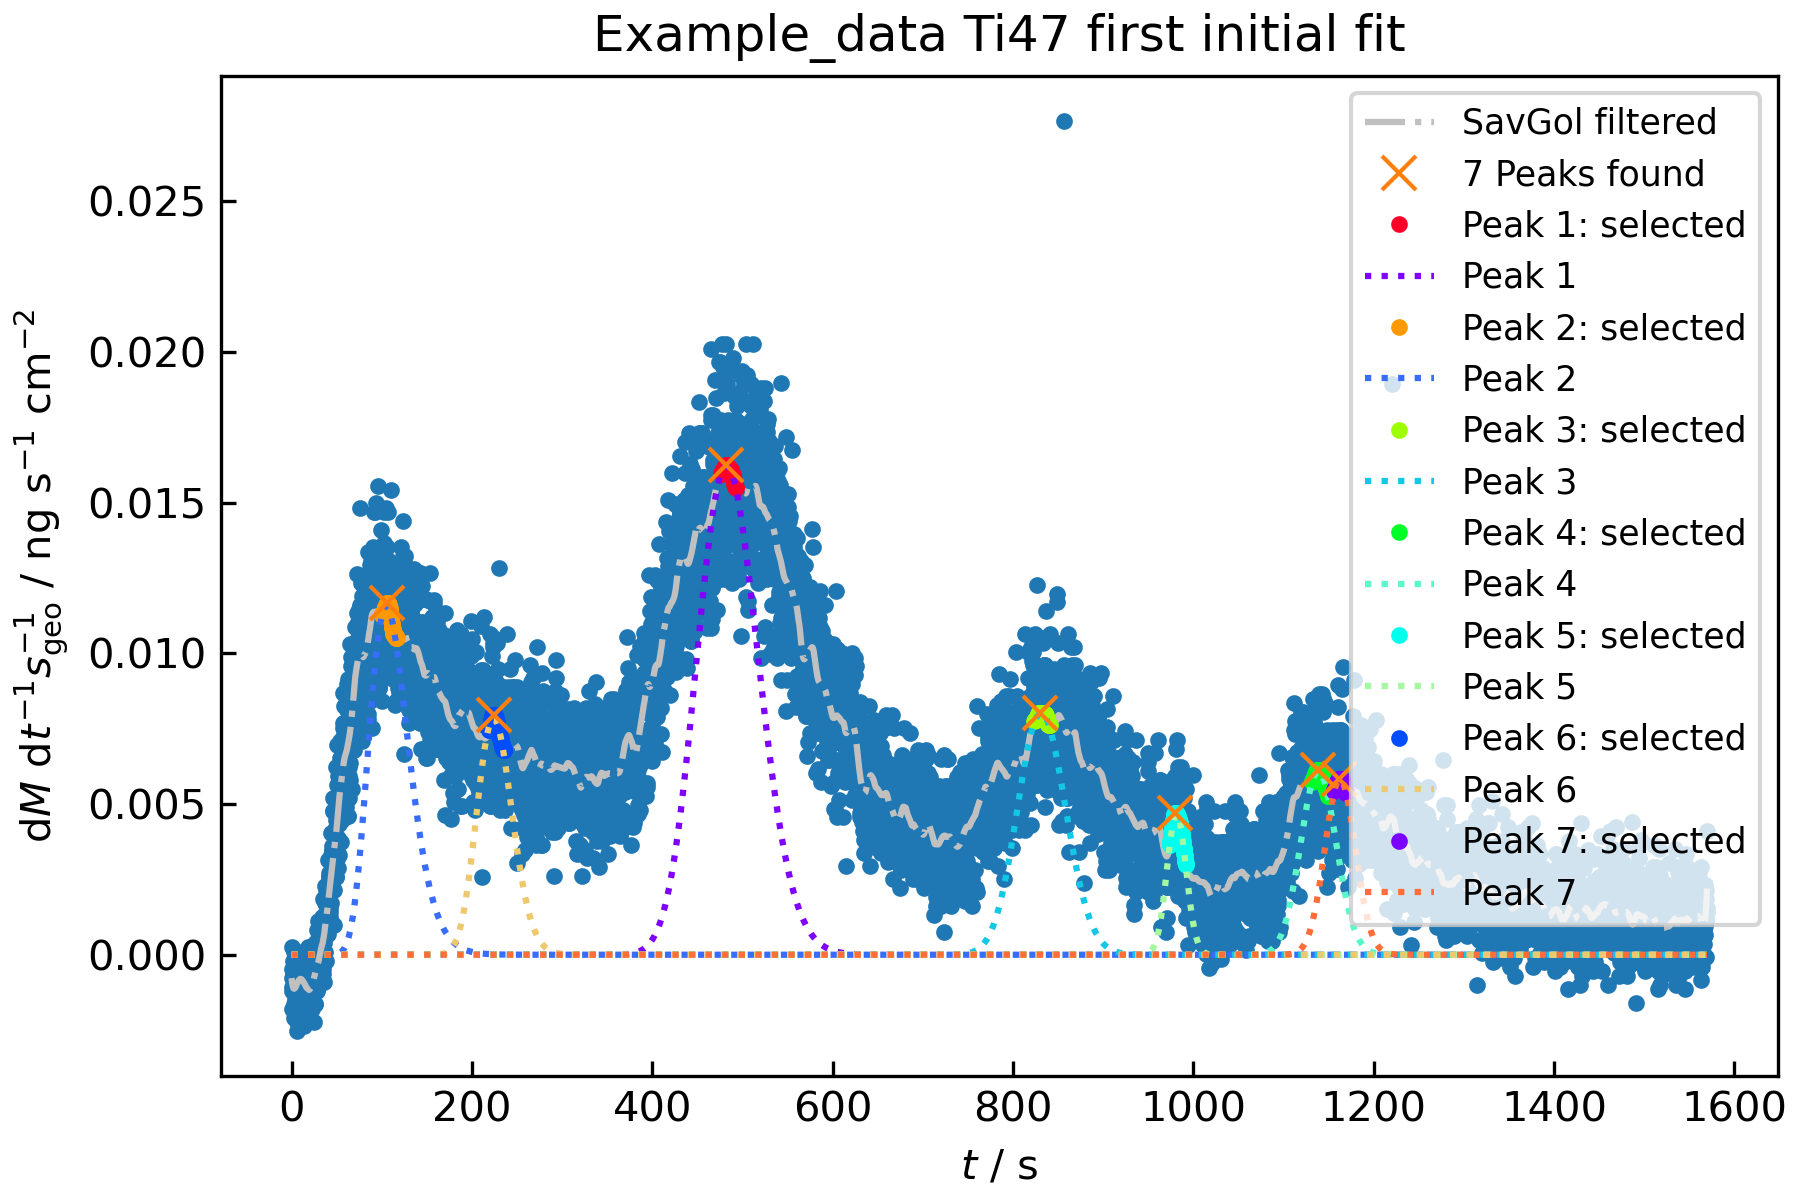 Example_data Ti47 first initial fit
dM dt⁻¹s⁻¹geo / ng s⁻¹ cm⁻²
0.025
0.020
0.015
0.010
0.005
0.000
SavGol filtered
7 Peaks found
Peak 1: selected
Peak 1
Peak 2: selected
Peak 2
Peak 3: selected
Peak 3
Peak 4: selected
Peak 4
Peak 5: selected
Peak 5
Peak 6: selected
Peak 6
Peak 7: selected
Peak 7
0 200 400 600 800 1000 1200 1400 1600
t / s